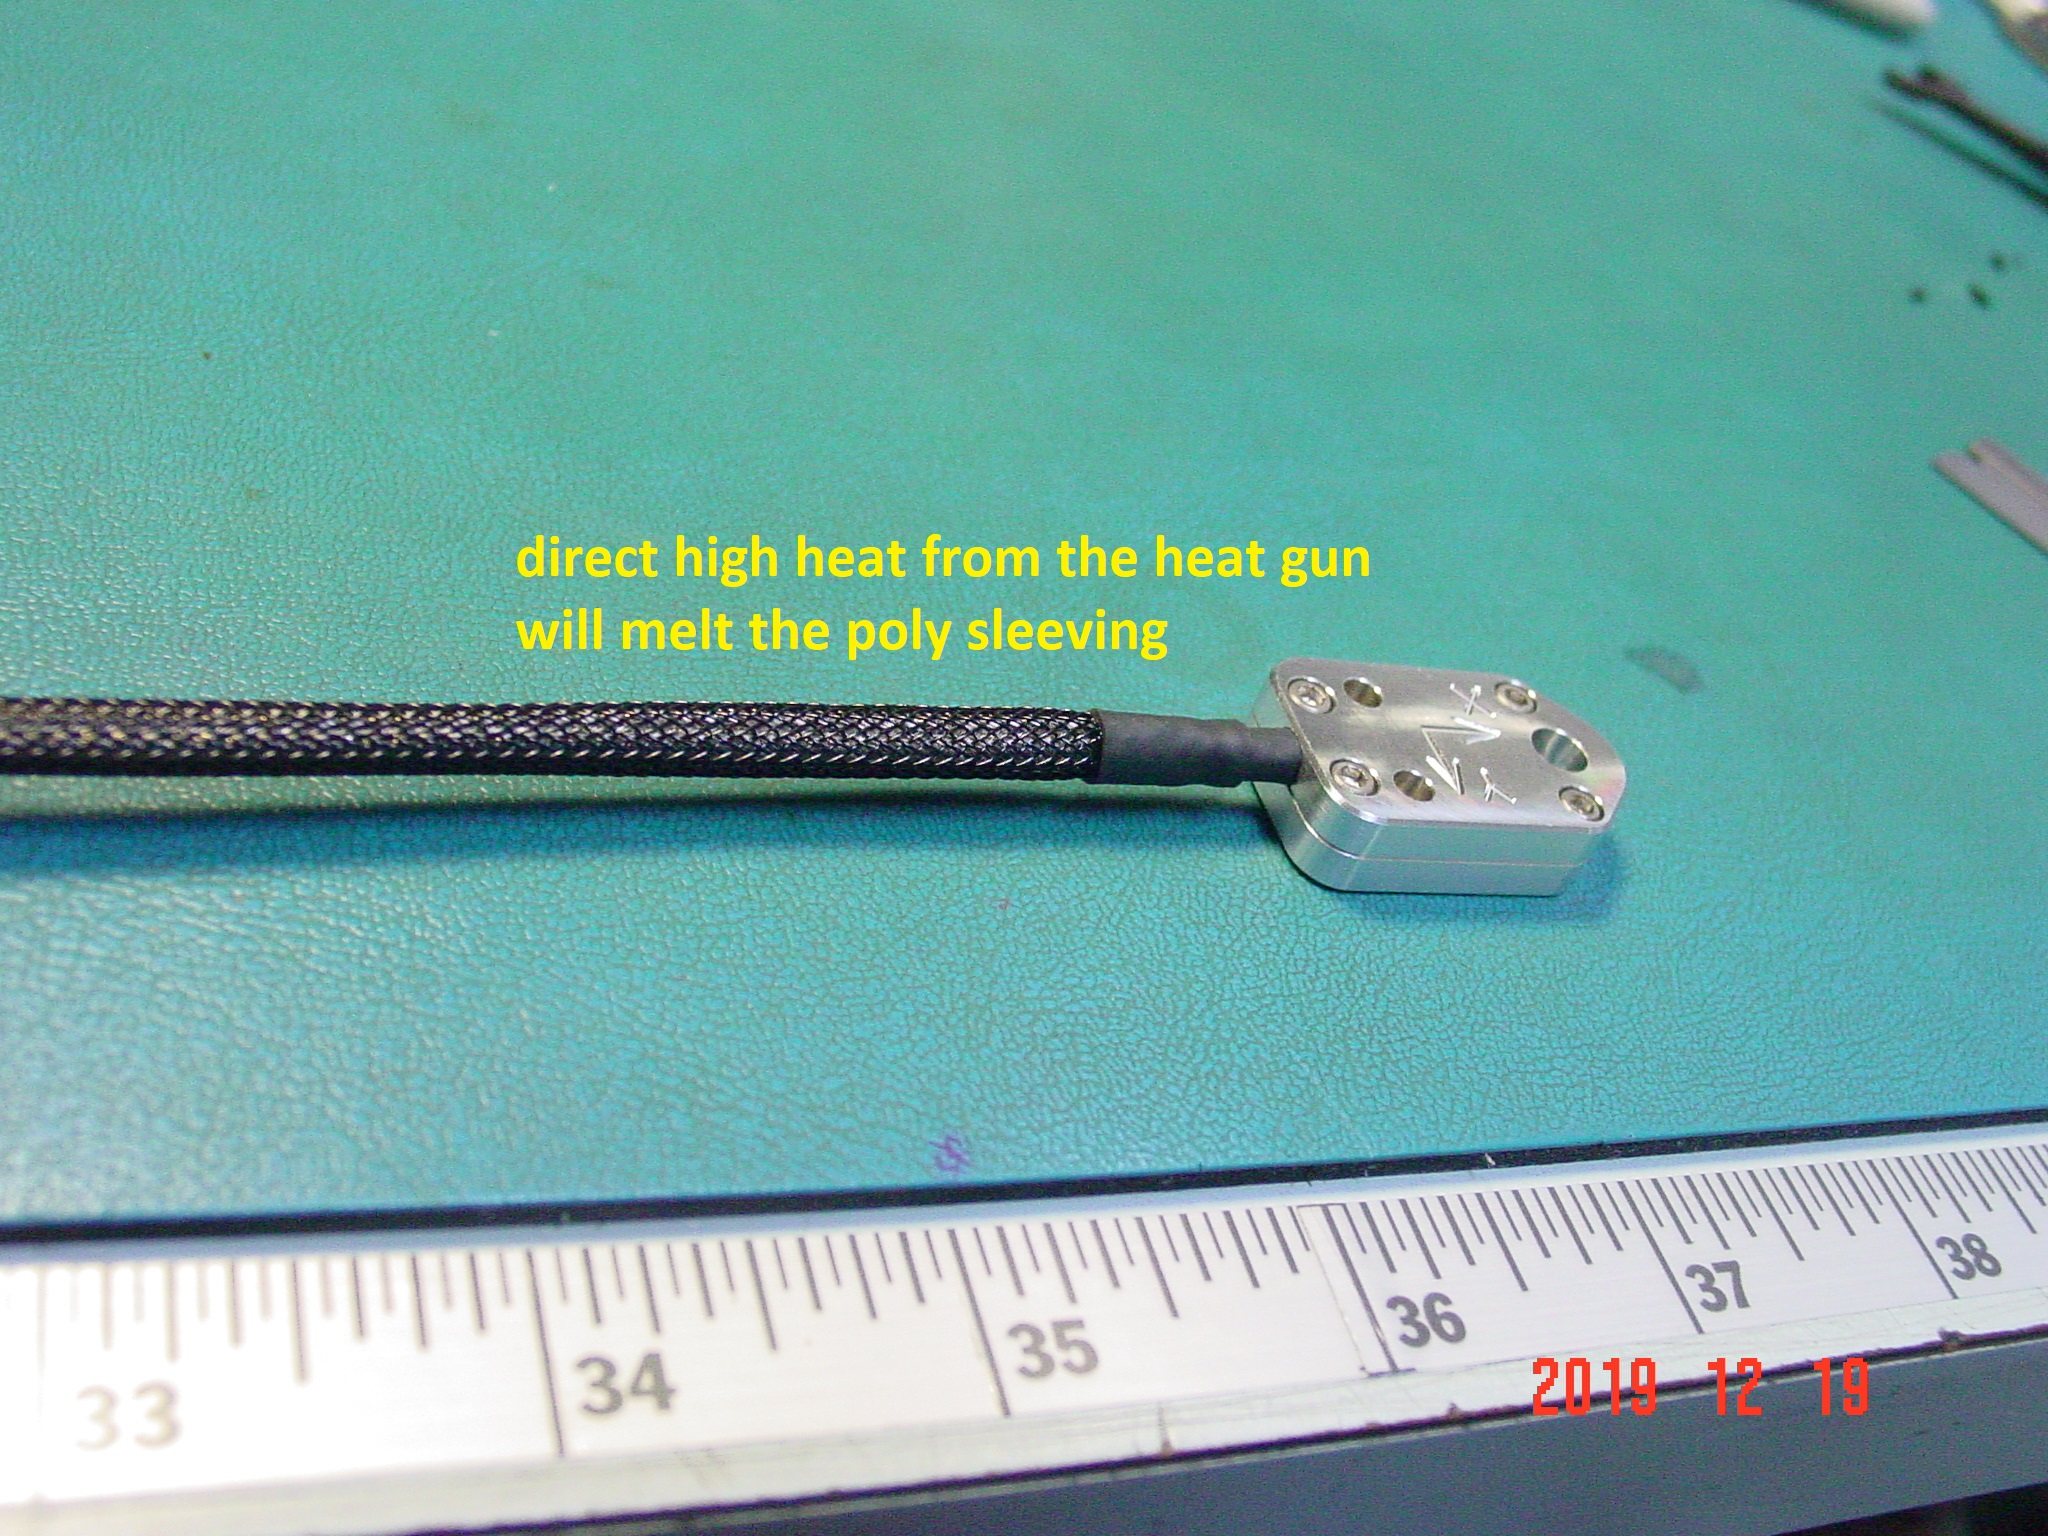 direct high heat from the heat gun
will melt the poly sleeving
X
Y
33 34 35 36 37 38
2019 12 19